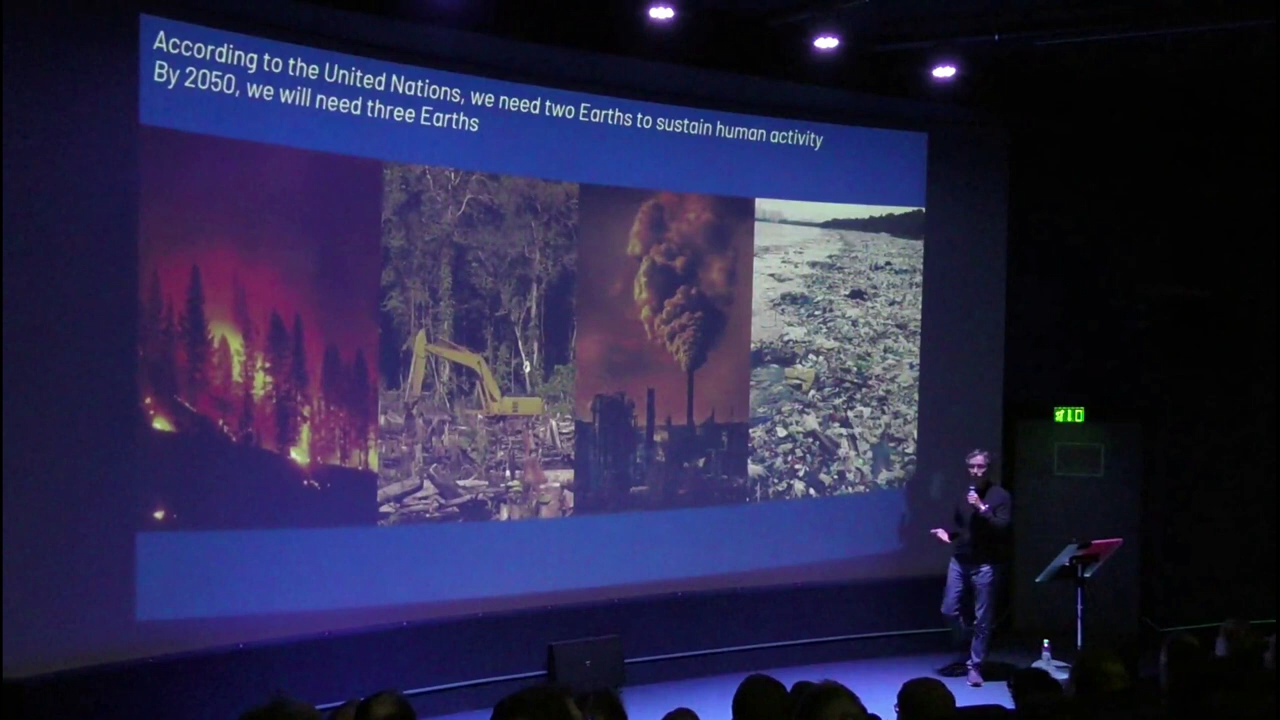 According to the United Nations, we need two Earths to sustain human activity
By 2050, we will need three Earths